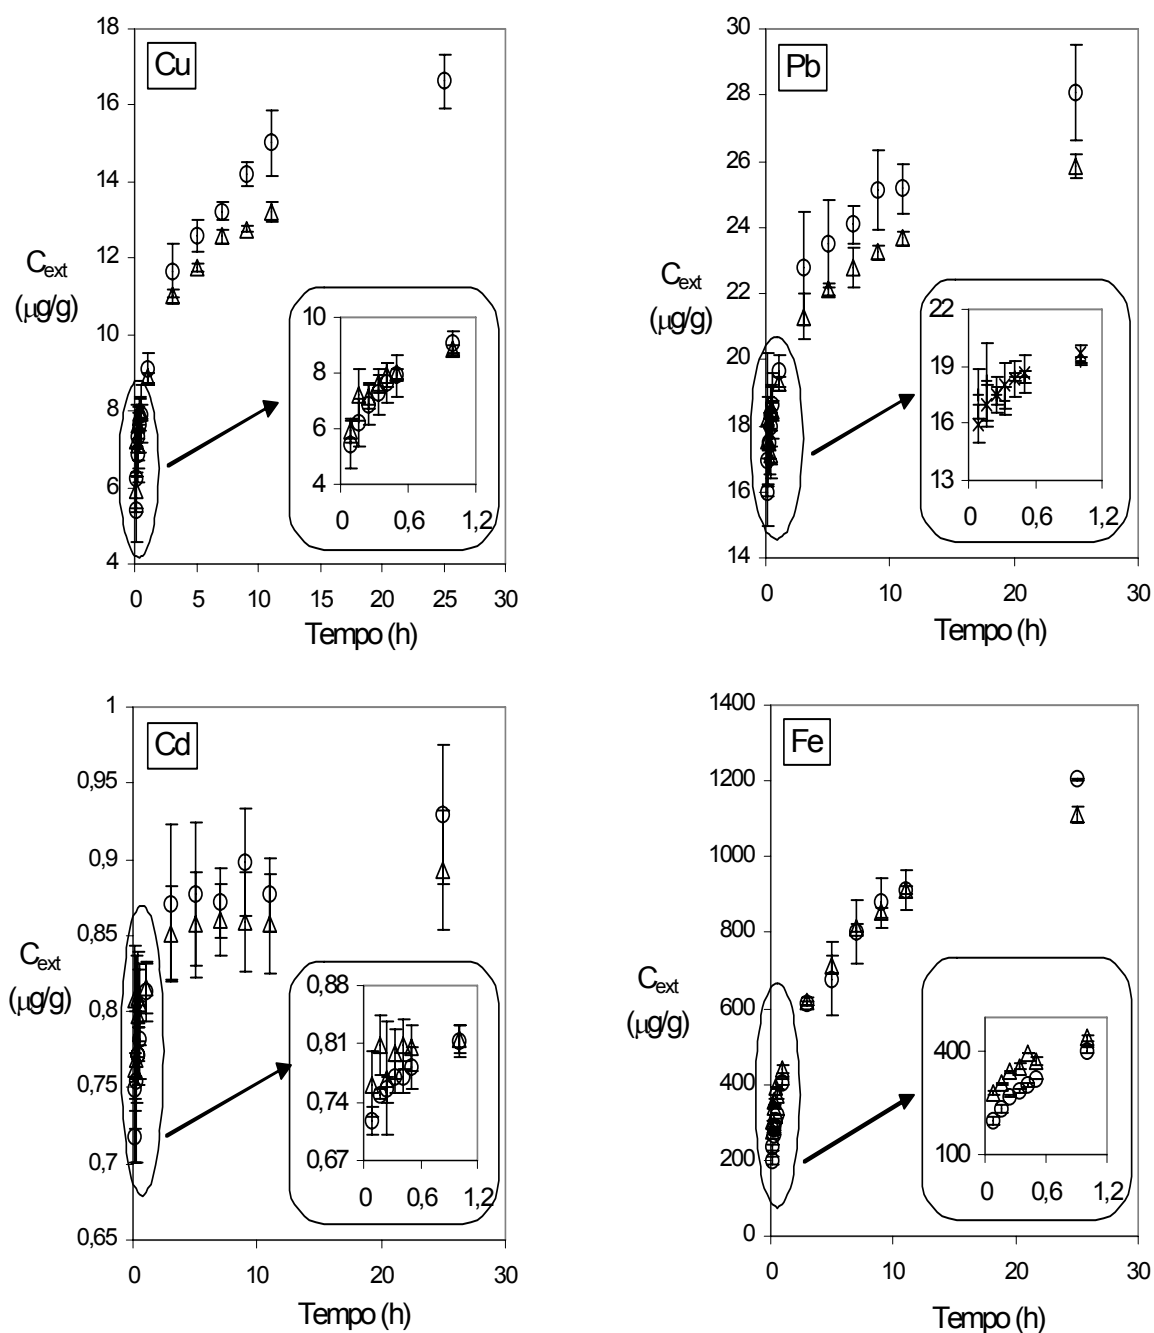 Cu
18
16
14
12
10
8
6
4
C_ext
(µg/g)
10
8
6
4
0 0,6 1,2
0 5 10 15 20 25 30
Tempo (h)
Pb
30
28
26
24
22
20
18
16
14
C_ext
(µg/g)
22
19
16
13
0 0,6 1,2
0 10 20 30
Tempo (h)
Cd
1
0,95
0,9
0,85
0,8
0,75
0,7
0,65
C_ext
(µg/g)
0,88
0,81
0,74
0,67
0 0,6 1,2
0 10 20 30
Tempo (h)
Fe
1400
1200
1000
800
600
400
200
0
C_ext
(µg/g)
400
100
0 0,6 1,2
0 10 20 30
Tempo (h)